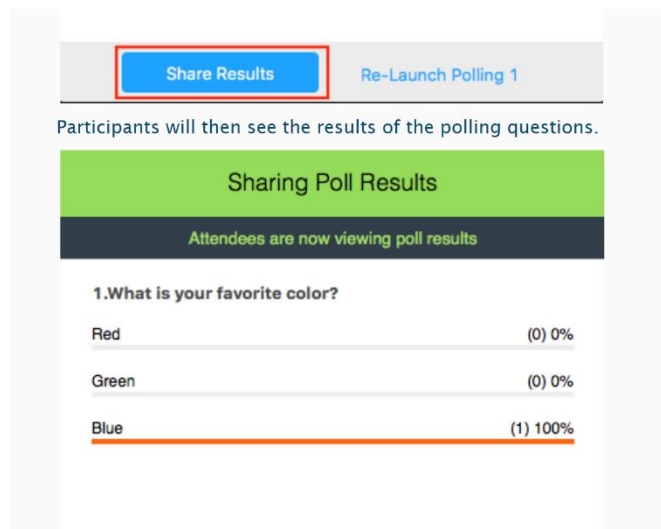 Share Results Re-Launch Polling 1
Participants will then see the results of the polling questions.
Sharing Poll Results
Attendees are now viewing poll results
1.What is your favorite color?
Red (0) 0%
Green (0) 0%
Blue (1) 100%